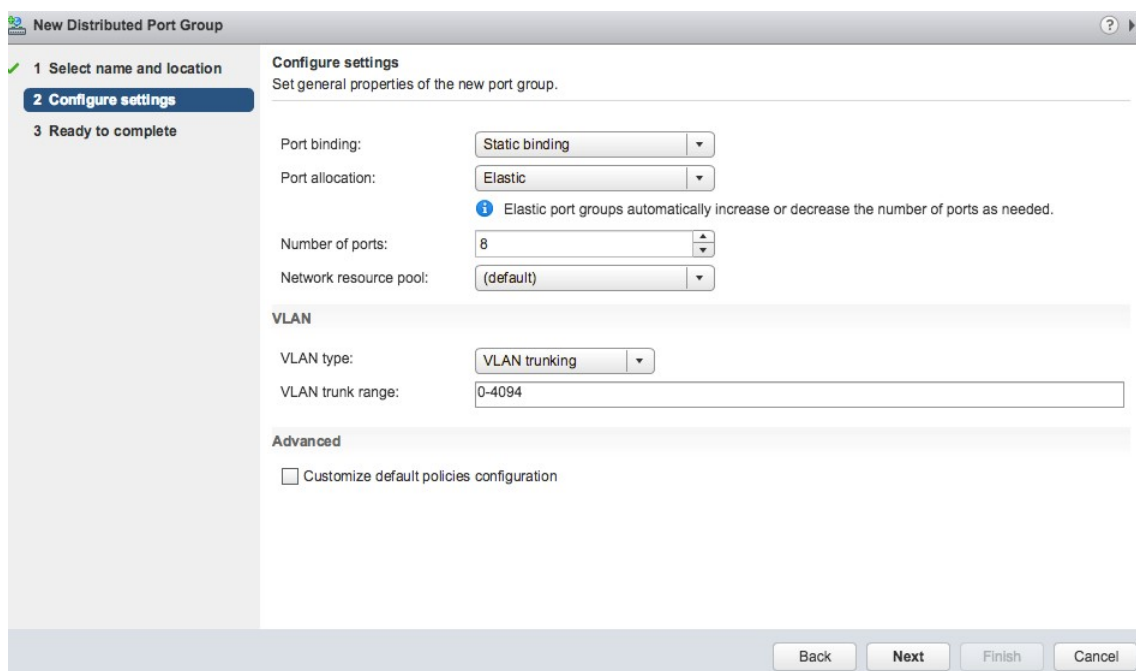 New Distributed Port Group
?
1 Select name and location
2 Configure settings
3 Ready to complete
Configure settings
Set general properties of the new port group.
Port binding: Static binding
Port allocation: Elastic
Elastic port groups automatically increase or decrease the number of ports as needed.
Number of ports: 8
Network resource pool: (default)
VLAN
VLAN type: VLAN trunking
VLAN trunk range: 0-4094
Advanced
Customize default policies configuration
Back Next Finish Cancel